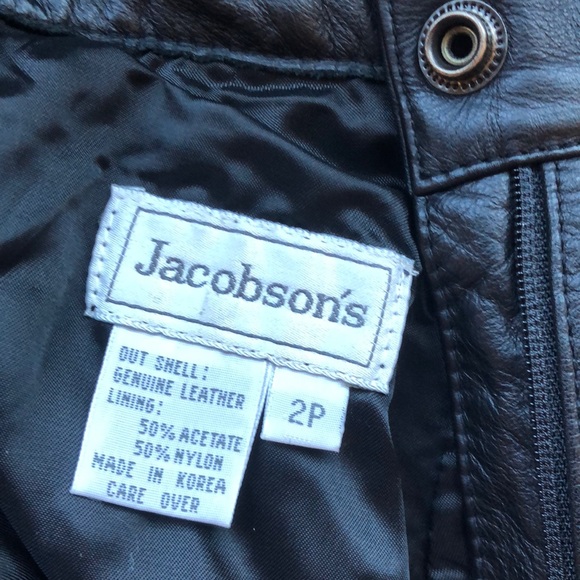 Jacobson's
OUT SHELL:
GENUINE LEATHER
LINING:
50% ACETATE
50% NYLON
MADE IN KOREA
CARE OVER
2P